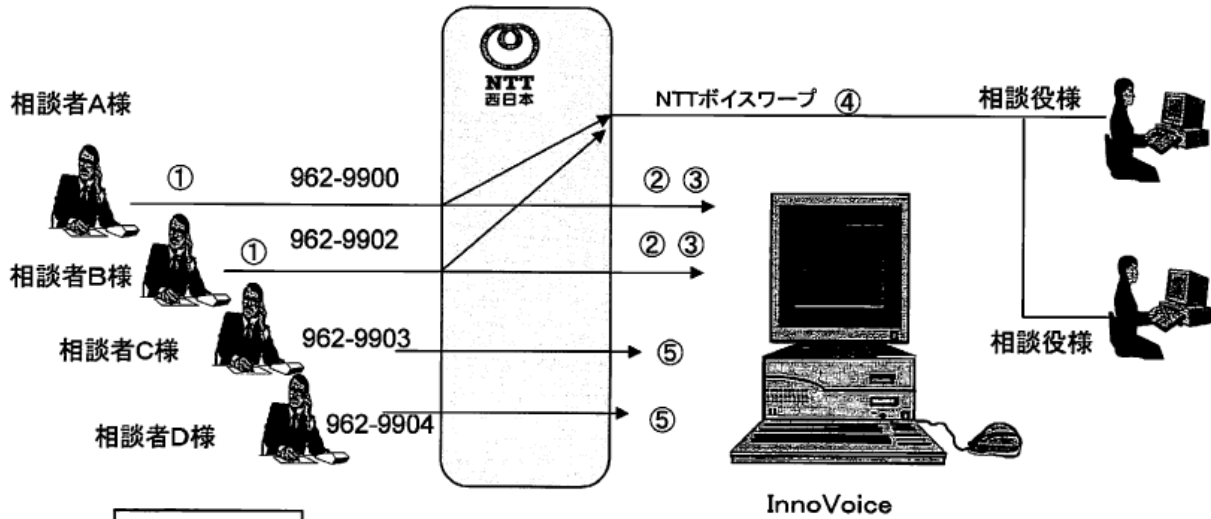 NTT
西日本
相談者A様
NTTボイスワープ ④
相談役様
① 962-9900 ② ③
① 962-9902 ② ③
相談者B様
相談者C様 962-9903 ⑤
相談役様
相談者D様 962-9904 ⑤
InnoVoice